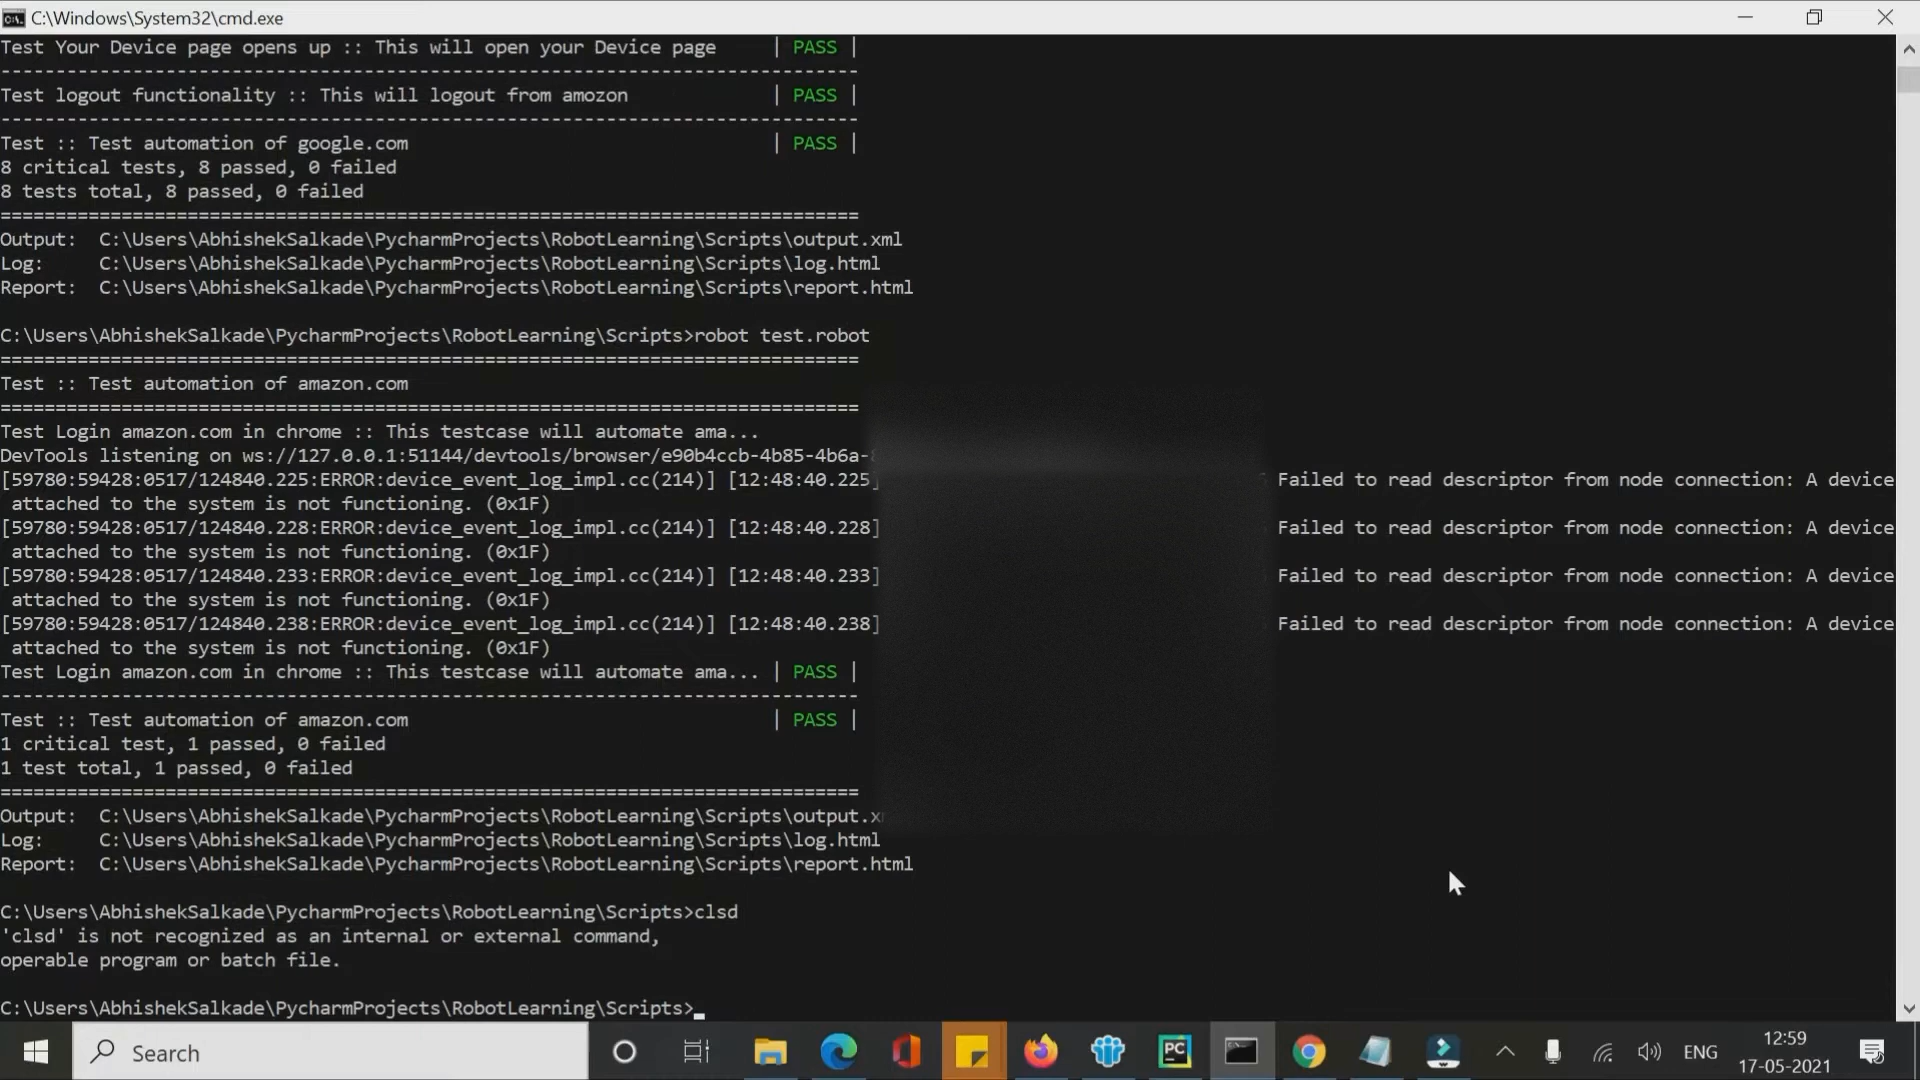 C:\Windows\System32\cmd.exe
Test Your Device page opens up :: This will open your Device page     | PASS |
------------------------------------------------------------------------------
Test logout functionality :: This will logout from amozon             | PASS |
------------------------------------------------------------------------------
Test :: Test automation of google.com                                 | PASS |
8 critical tests, 8 passed, 0 failed
8 tests total, 8 passed, 0 failed
==============================================================================
Output:  C:\Users\AbhishekSalkade\PycharmProjects\RobotLearning\Scripts\output.xml
Log:     C:\Users\AbhishekSalkade\PycharmProjects\RobotLearning\Scripts\log.html
Report:  C:\Users\AbhishekSalkade\PycharmProjects\RobotLearning\Scripts\report.html
C:\Users\AbhishekSalkade\PycharmProjects\RobotLearning\Scripts>robot test.robot
==============================================================================
Test :: Test automation of amazon.com
==============================================================================
Test Login amazon.com in chrome :: This testcase will automate ama...
DevTools listening on ws://127.0.0.1:51144/devtools/browser/e90b4ccb-4b85-4b6a-
[59780:59428:0517/124840.225:ERROR:device_event_log_impl.cc(214)] [12:48:40.225] Failed to read descriptor from node connection: A device
attached to the system is not functioning. (0x1F)
[59780:59428:0517/124840.228:ERROR:device_event_log_impl.cc(214)] [12:48:40.228] Failed to read descriptor from node connection: A device
attached to the system is not functioning. (0x1F)
[59780:59428:0517/124840.233:ERROR:device_event_log_impl.cc(214)] [12:48:40.233] Failed to read descriptor from node connection: A device
attached to the system is not functioning. (0x1F)
[59780:59428:0517/124840.238:ERROR:device_event_log_impl.cc(214)] [12:48:40.238] Failed to read descriptor from node connection: A device
attached to the system is not functioning. (0x1F)
Test Login amazon.com in chrome :: This testcase will automate ama... | PASS |
------------------------------------------------------------------------------
Test :: Test automation of amazon.com                                 | PASS |
1 critical test, 1 passed, 0 failed
1 test total, 1 passed, 0 failed
==============================================================================
Output:  C:\Users\AbhishekSalkade\PycharmProjects\RobotLearning\Scripts\output.x
Log:     C:\Users\AbhishekSalkade\PycharmProjects\RobotLearning\Scripts\log.html
Report:  C:\Users\AbhishekSalkade\PycharmProjects\RobotLearning\Scripts\report.html
C:\Users\AbhishekSalkade\PycharmProjects\RobotLearning\Scripts>clsd
'clsd' is not recognized as an internal or external command,
operable program or batch file.
C:\Users\AbhishekSalkade\PycharmProjects\RobotLearning\Scripts>_
Search
PC
ENG
12:59
17-05-2021